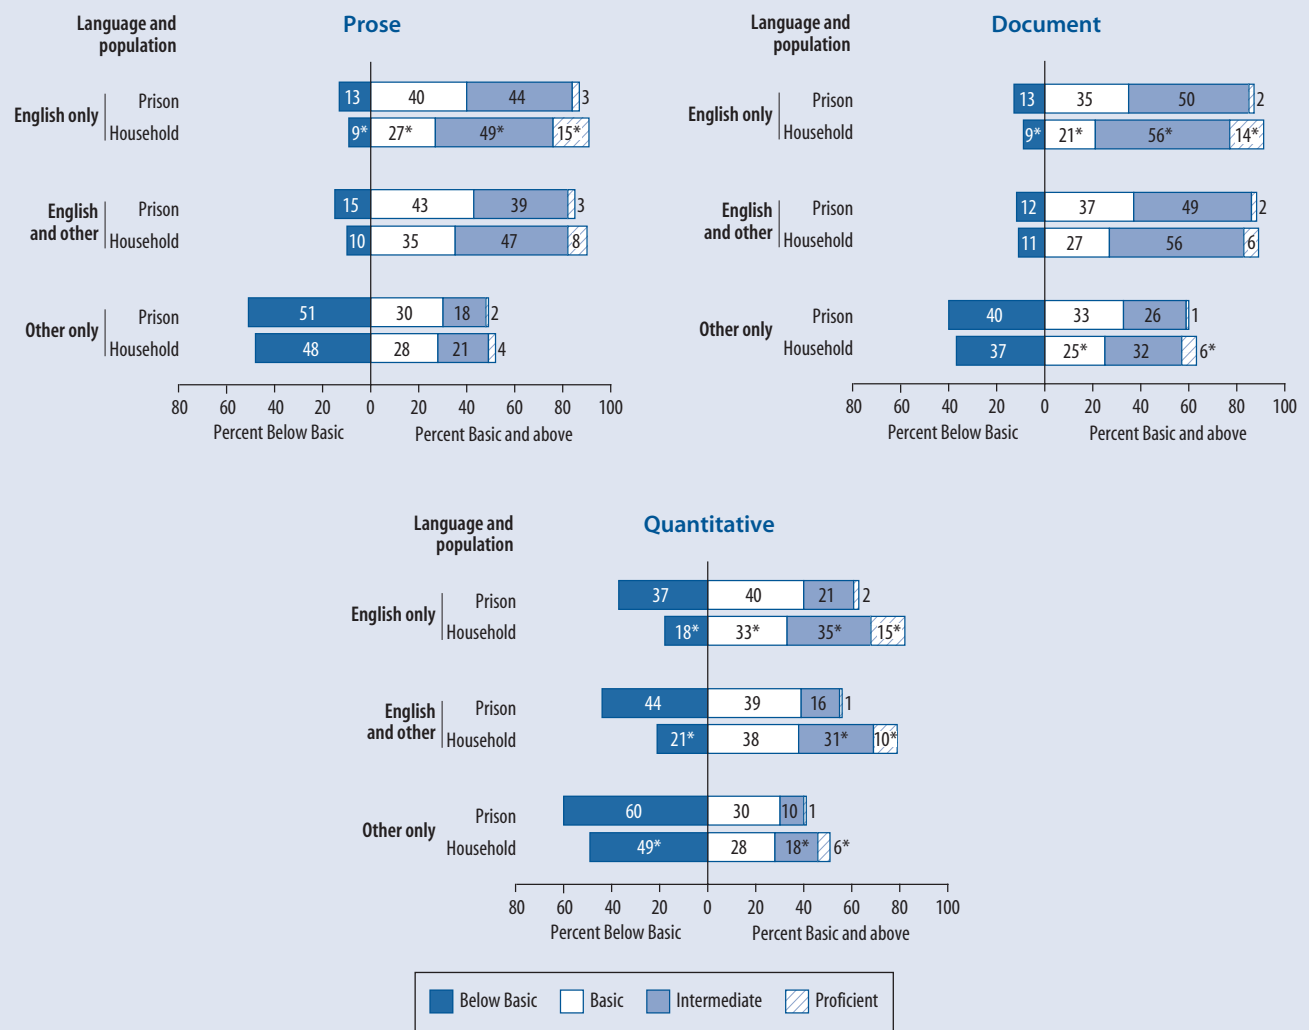 Language and
population
Prose
English only
Prison
13 40 44 3
Household
9* 27* 49* 15*
English
and other
Prison
15 43 39 3
Household
10 35 47 8
Other only
Prison
51 30 18 2
Household
48 28 21 4
80 60 40 20 0 20 40 60 80 100
Percent Below Basic Percent Basic and above
Language and
population
Document
English only
Prison
13 35 50 2
Household
9* 21* 56* 14*
English
and other
Prison
12 37 49 2
Household
11 27 56 6
Other only
Prison
40 33 26 1
Household
37 25* 32 6*
80 60 40 20 0 20 40 60 80 100
Percent Below Basic Percent Basic and above
Language and
population
Quantitative
English only
Prison
37 40 21 2
Household
18* 33* 35* 15*
English
and other
Prison
44 39 16 1
Household
21* 38 31* 10*
Other only
Prison
60 30 10 1
Household
49* 28 18* 6*
80 60 40 20 0 20 40 60 80 100
Percent Below Basic Percent Basic and above
Below Basic Basic Intermediate Proficient